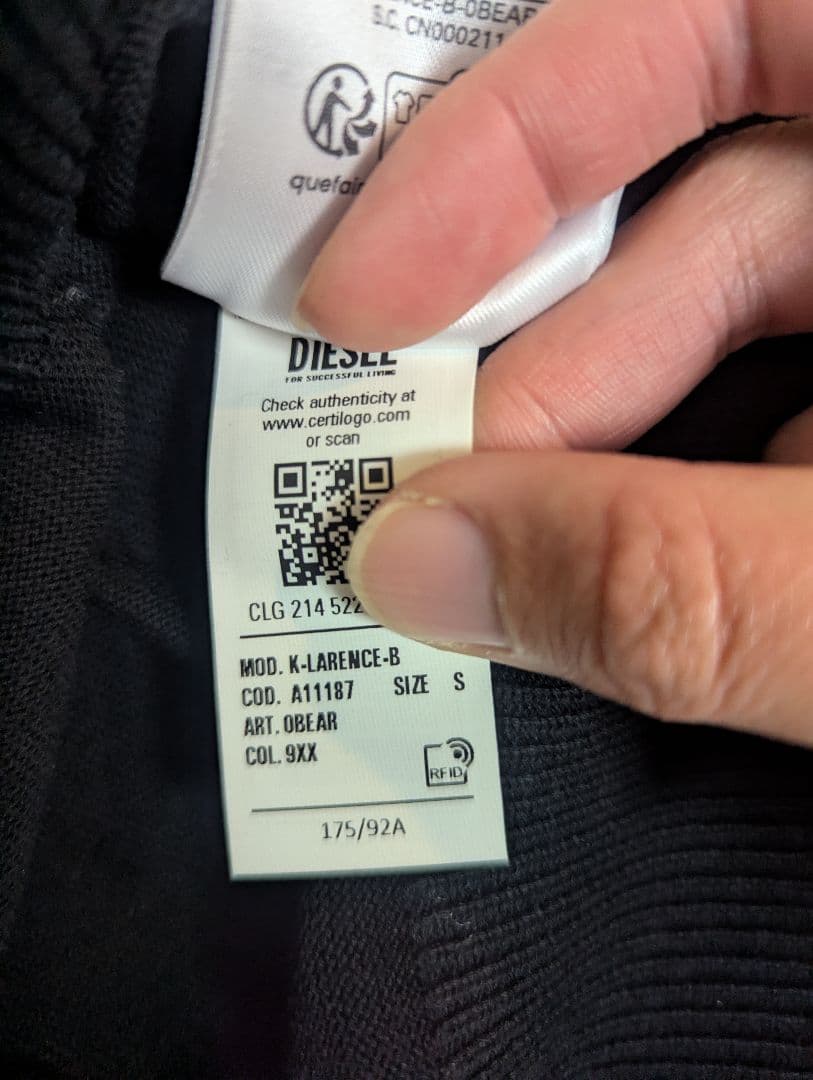 S.C. CN000211
quefair
DIESEL
FOR SUCCESSFUL LIVING
Check authenticity at
www.certilogo.com
or scan
CLG 214 522
MOD. K-LARENCE-B
COD. A11187 SIZE S
ART. 0BEAR
COL. 9XX
RFID
175/92A